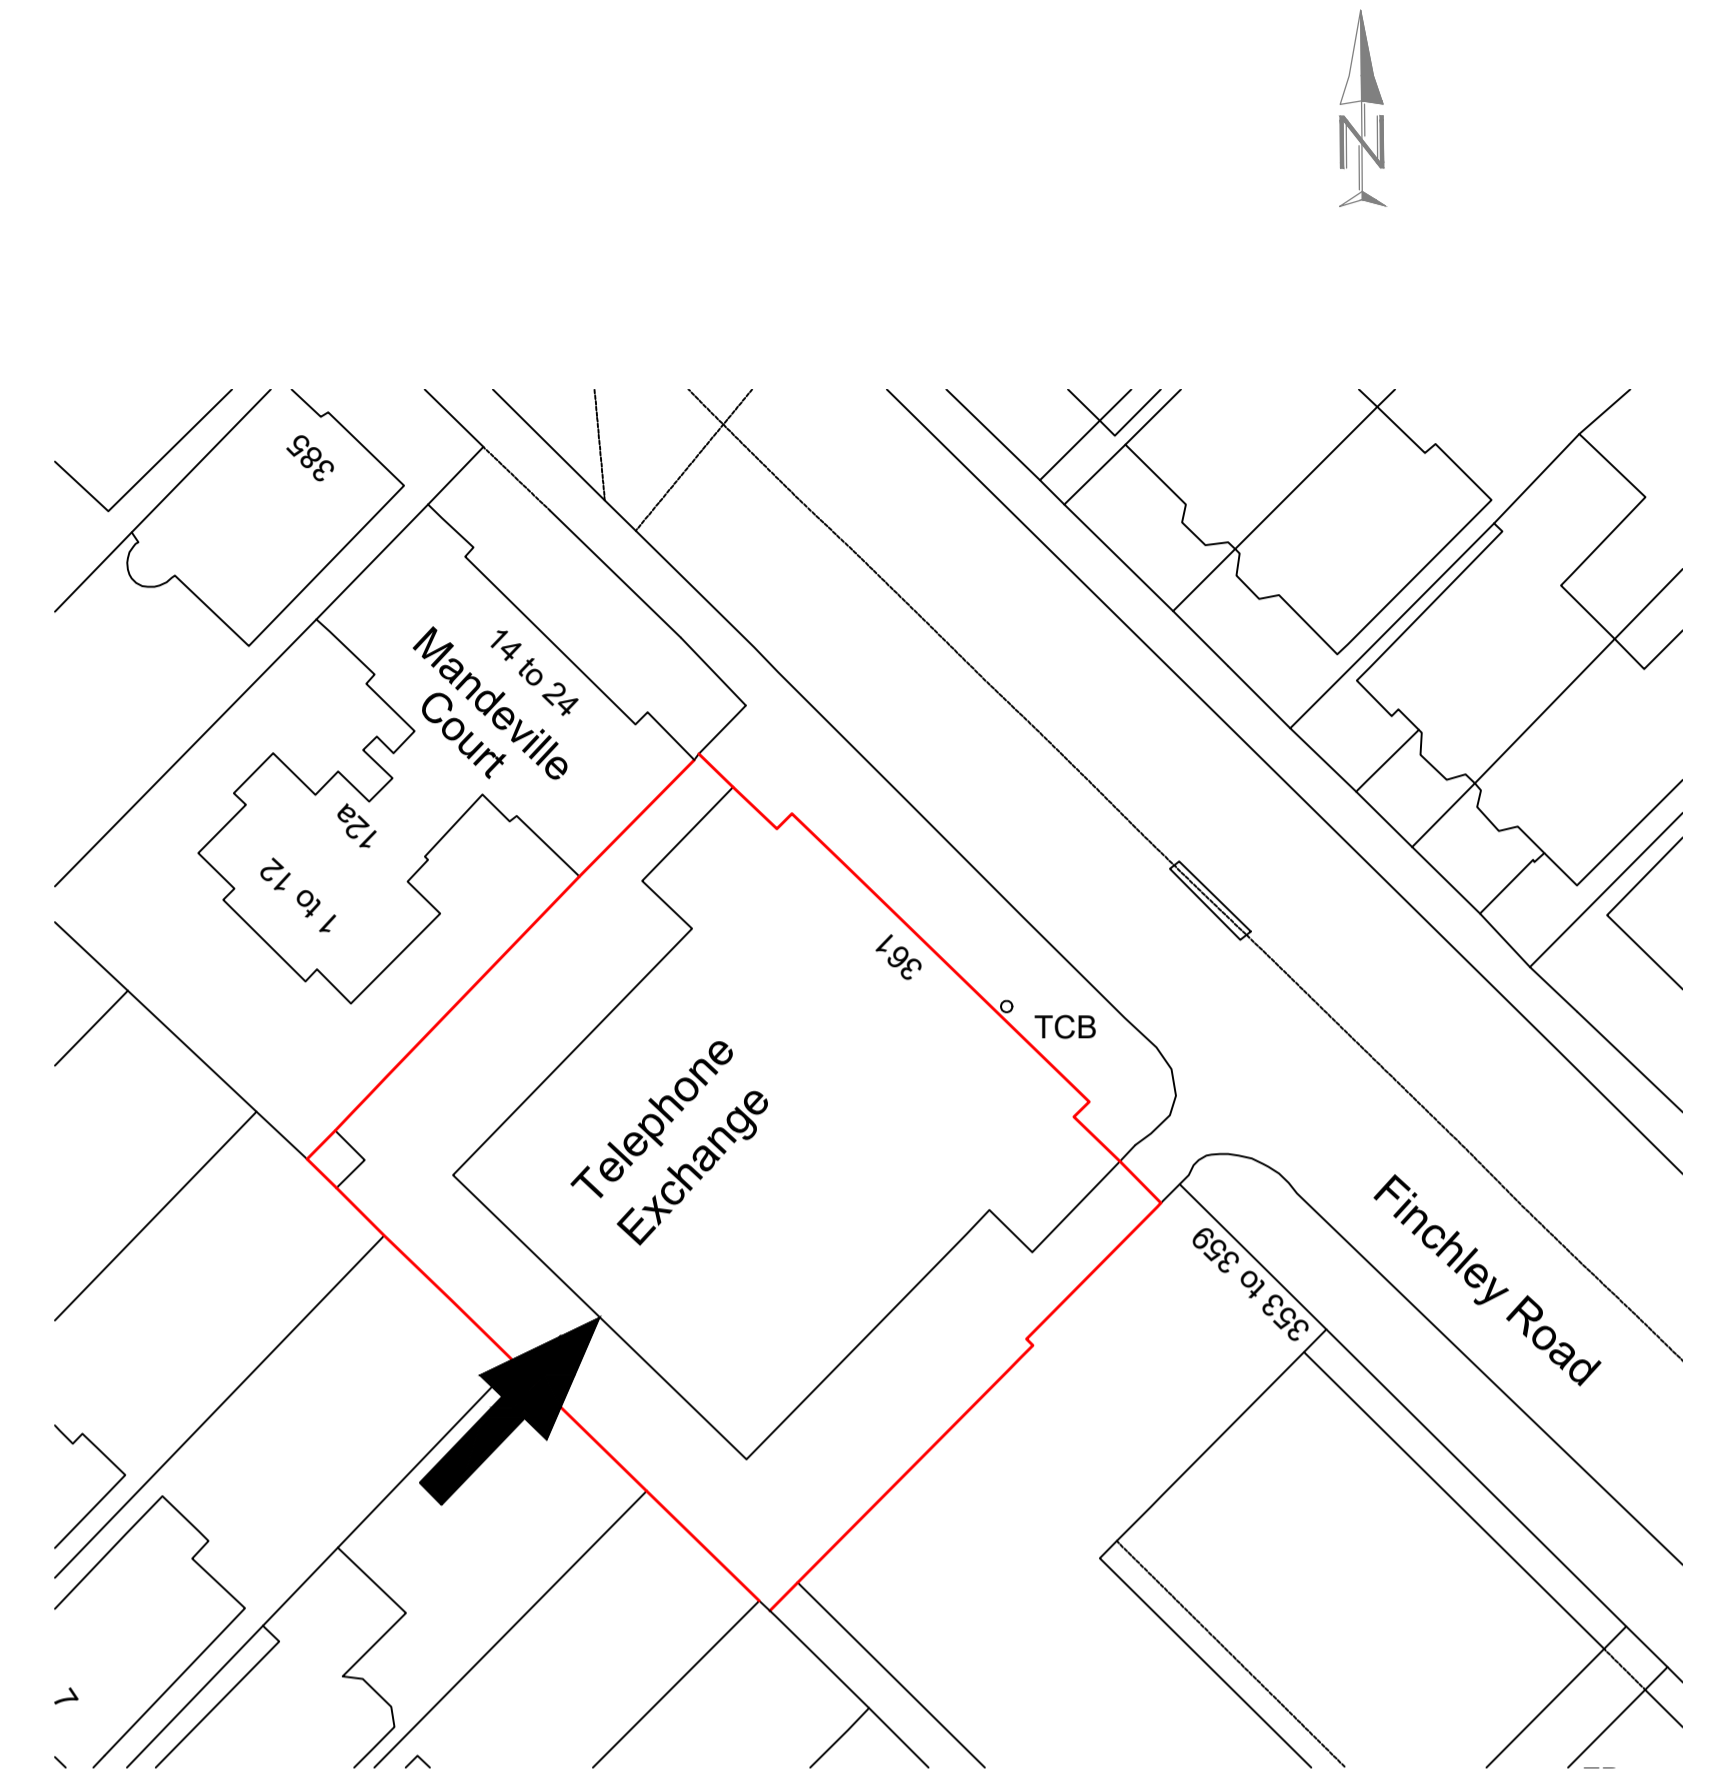 N
385
14 to 24
Mandeville
Court
12a
1 to 12
361
TCB
Telephone
Exchange
353 to 359
Finchley Road
7